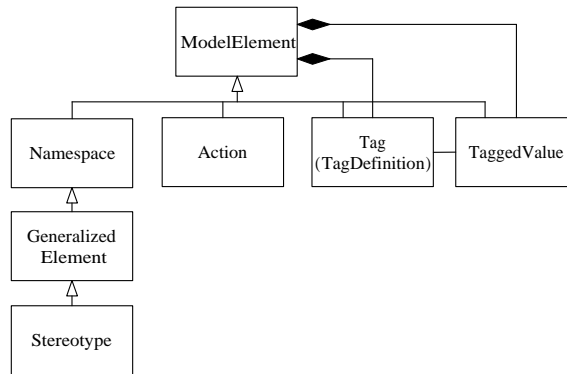 ModelElement
Namespace
Action
Tag
(TagDefinition)
TaggedValue
Generalized
Element
Stereotype